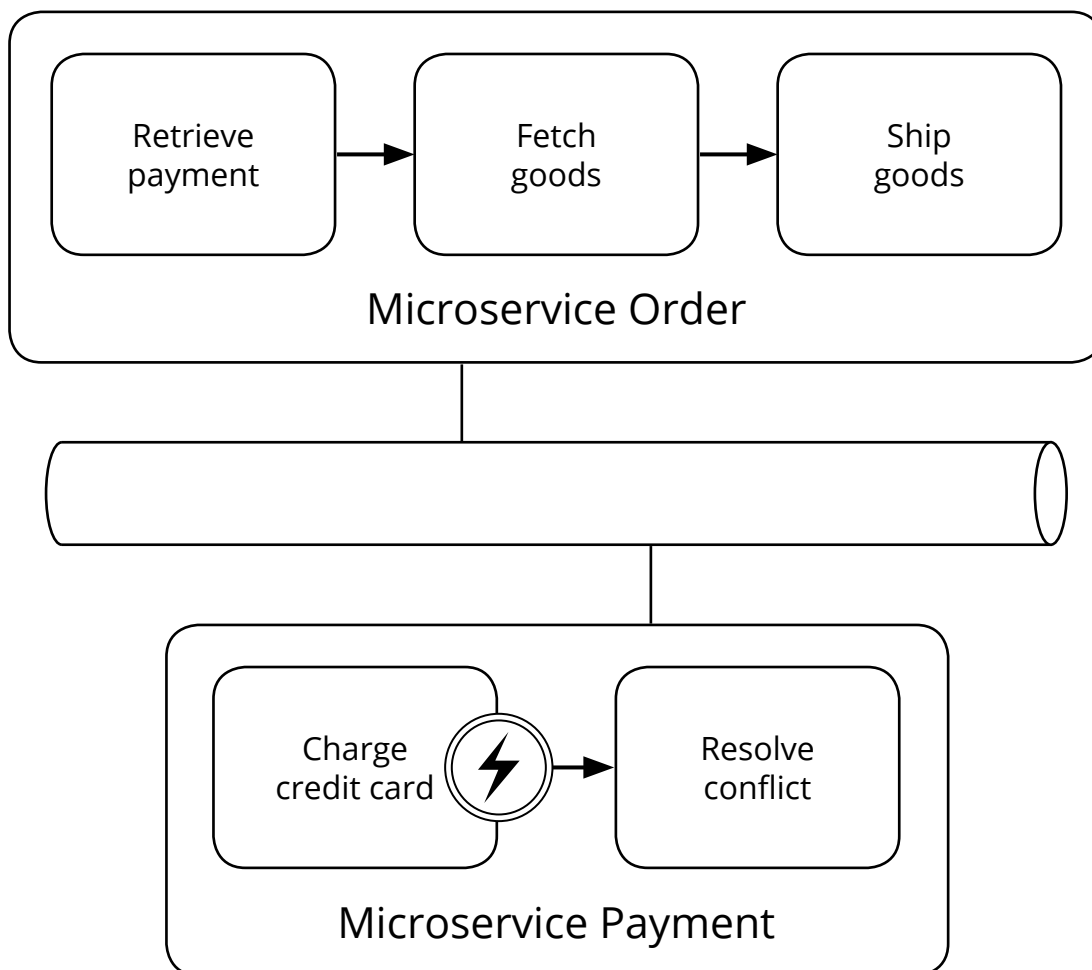 Retrieve
payment
Fetch
goods
Ship
goods
Microservice Order
Charge
credit card
Resolve
conflict
Microservice Payment